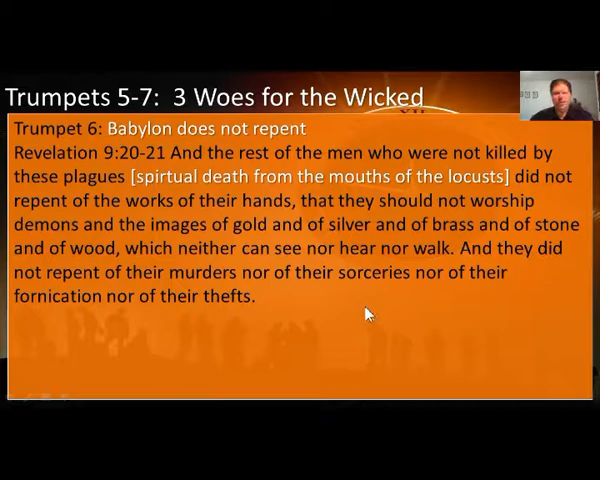 Trumpets 5-7: 3 Woes for the Wicked
Trumpet 6: Babylon does not repent
Revelation 9:20-21 And the rest of the men who were not killed by
these plagues [spirtual death from the mouths of the locusts] did not
repent of the works of their hands, that they should not worship
demons and the images of gold and of silver and of brass and of stone
and of wood, which neither can see nor hear nor walk. And they did
not repent of their murders nor of their sorceries nor of their
fornication nor of their thefts.